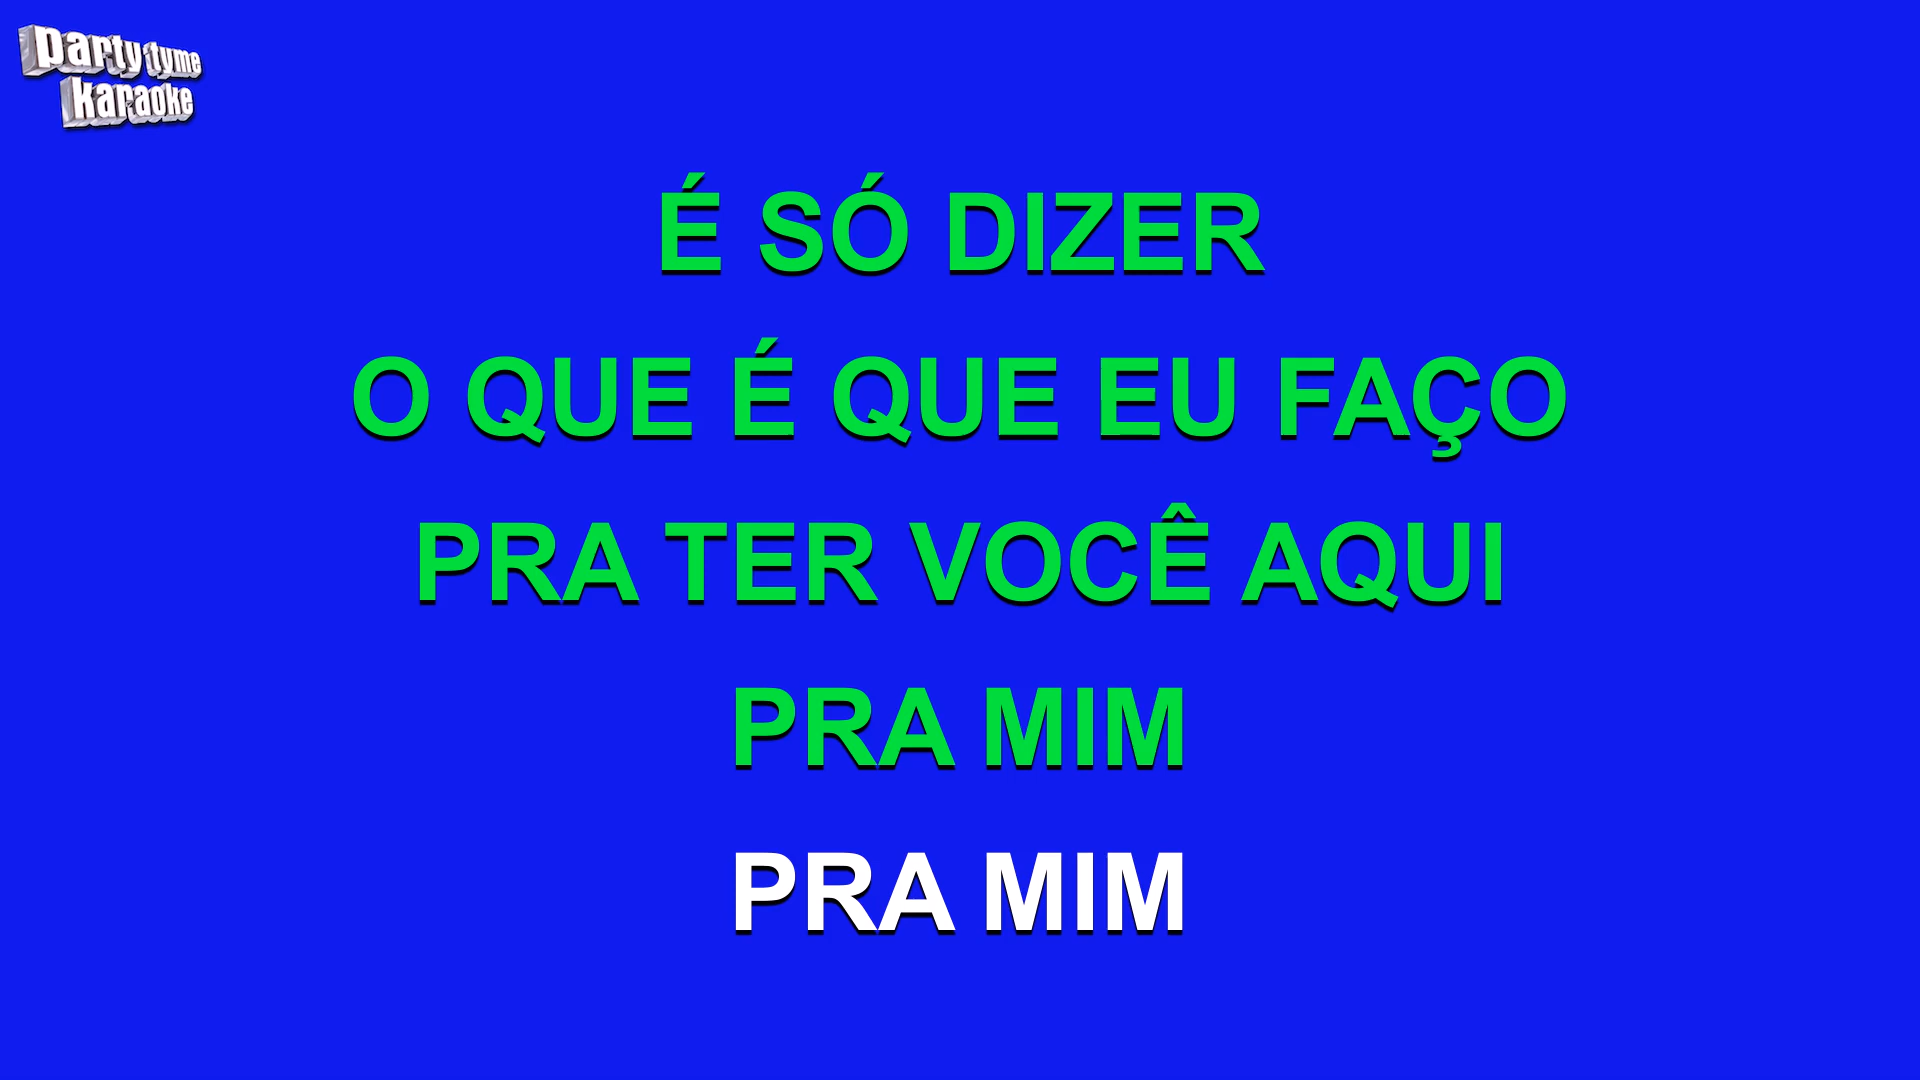 party tyme
karaoke
É SÓ DIZER
O QUE É QUE EU FAÇO
PRA TER VOCÊ AQUI
PRA MIM
PRA MIM